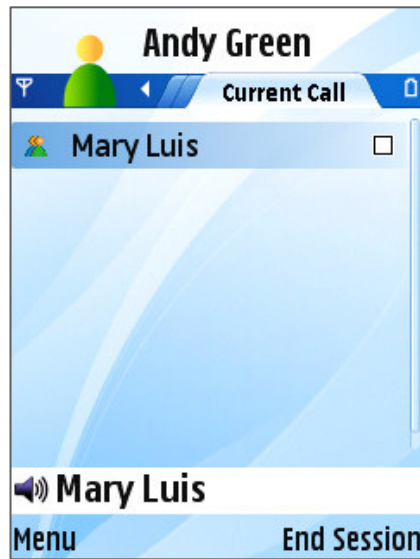 Andy Green
Current Call
Mary Luis
Mary Luis
Menu End Session